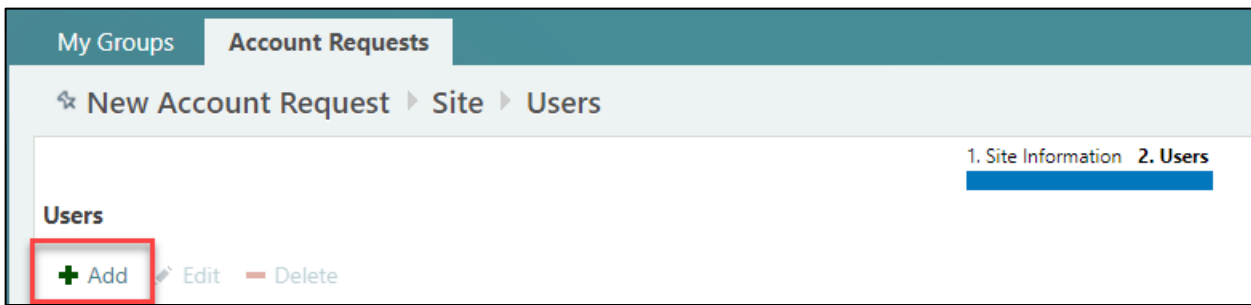 My Groups Account Requests
New Account Request Site Users
1. Site Information 2. Users
Users
Add Edit Delete